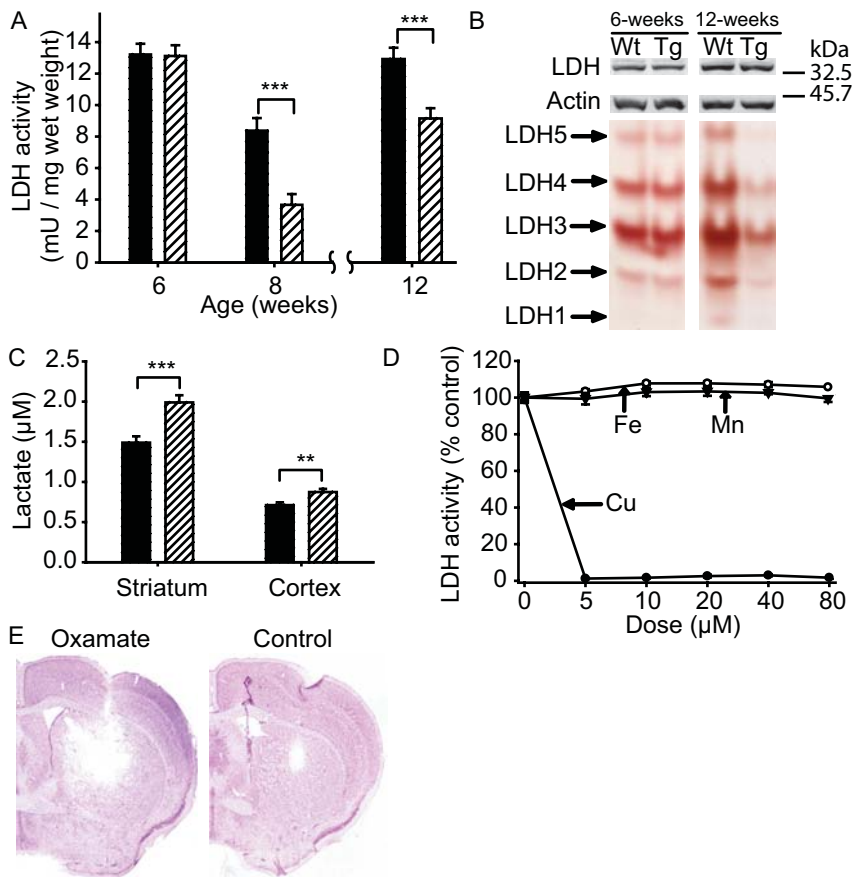 A
LDH activity
(mU / mg wet weight)
14
12
10
8
6
4
2
0
***
***
6
8
12
Age (weeks)
B
6-weeks 12-weeks
Wt Tg Wt Tg
kDa
LDH
32.5
45.7
Actin
LDH5
LDH4
LDH3
LDH2
LDH1
C
Lactate (µM)
2.5
2.0
1.5
1.0
0.5
0.0
***
**
Striatum Cortex
D
LDH activity (% control)
120
100
80
60
40
20
0
Fe Mn
Cu
0 5 10 20 40 80
Dose (µM)
E
Oxamate Control